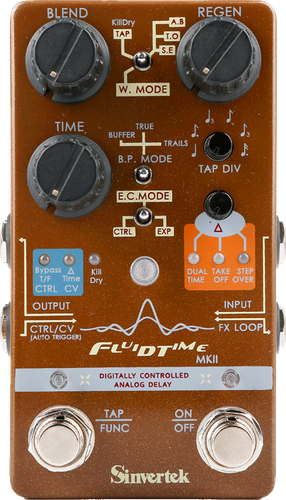 BLEND
KillDry
TAP
A.B
T.O
S.E
REGEN
W. MODE
TIME
TRUE
BUFFER
TRAILS
B.P. MODE
3
3
TAP DIV
E.C.MODE
CTRL
EXP
Δ
Bypass
Δ
T/F
Time
CTRL
CV
Kill
Dry
DUAL
TIME
TAKE
OFF
STEP
OVER
OUTPUT
INPUT
CTRL/CV
(AUTO TRIGGER)
FX LOOP
FLUIDTIME
MKII
DIGITALLY CONTROLLED
ANALOG DELAY
TAP
FUNC
ON
OFF
Sinvertek